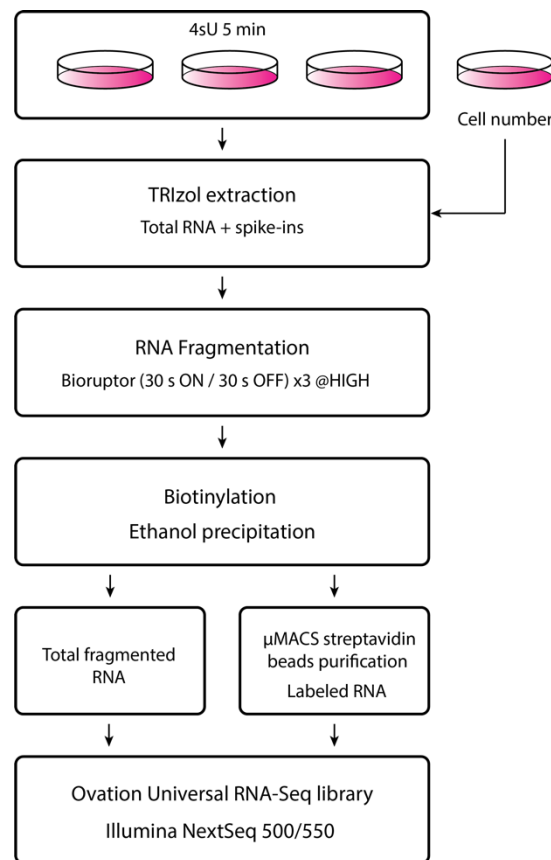 4sU 5 min
Cell number
TRIzol extraction
Total RNA + spike-ins
RNA Fragmentation
Bioruptor (30 s ON / 30 s OFF) x3 @HIGH
Biotinylation
Ethanol precipitation
Total fragmented
RNA
µMACS streptavidin
beads purification
Labeled RNA
Ovation Universal RNA-Seq library
Illumina NextSeq 500/550